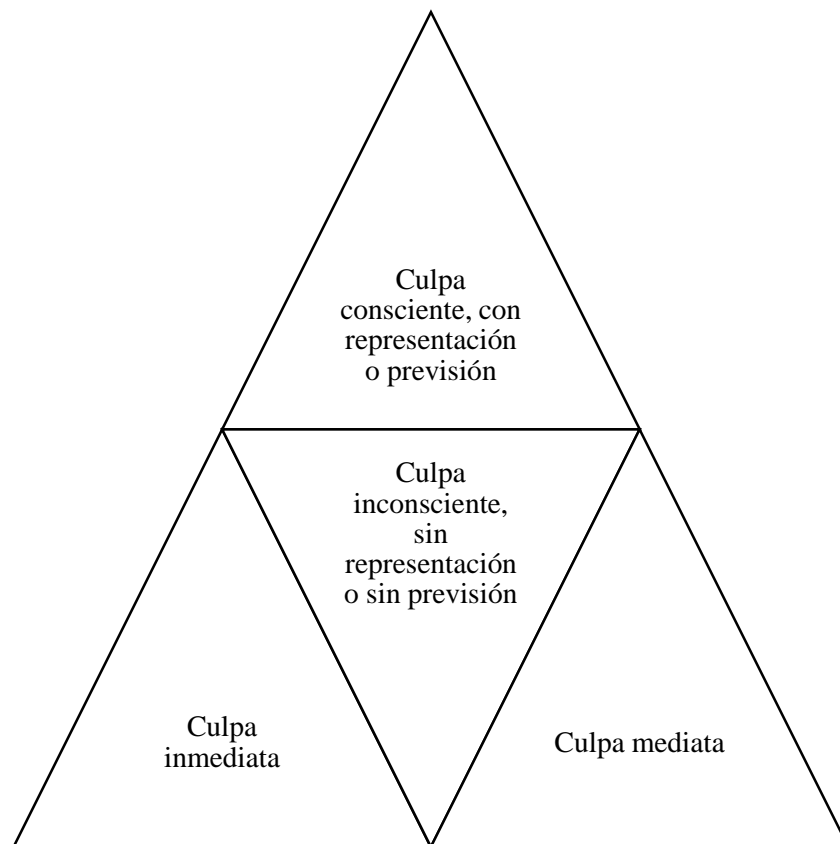 Culpa
consciente, con
representación
o previsión
Culpa
inconsciente,
sin
representación
o sin previsión
Culpa
inmediata
Culpa mediata